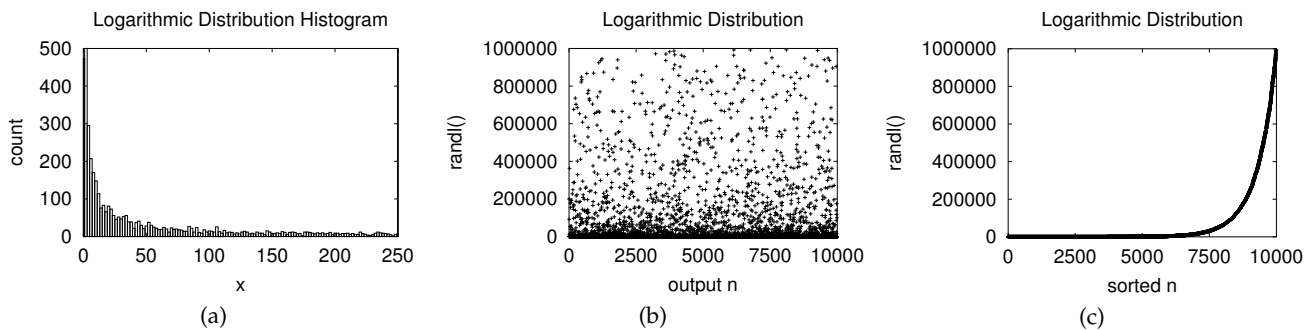 Logarithmic Distribution Histogram
500
400
300
200
100
0
count
0 50 100 150 200 250
x
(a)
Logarithmic Distribution
1000000
800000
600000
400000
200000
0
randl()
0 2500 5000 7500 10000
output n
(b)
Logarithmic Distribution
1000000
800000
600000
400000
200000
0
randl()
0 2500 5000 7500 10000
sorted n
(c)